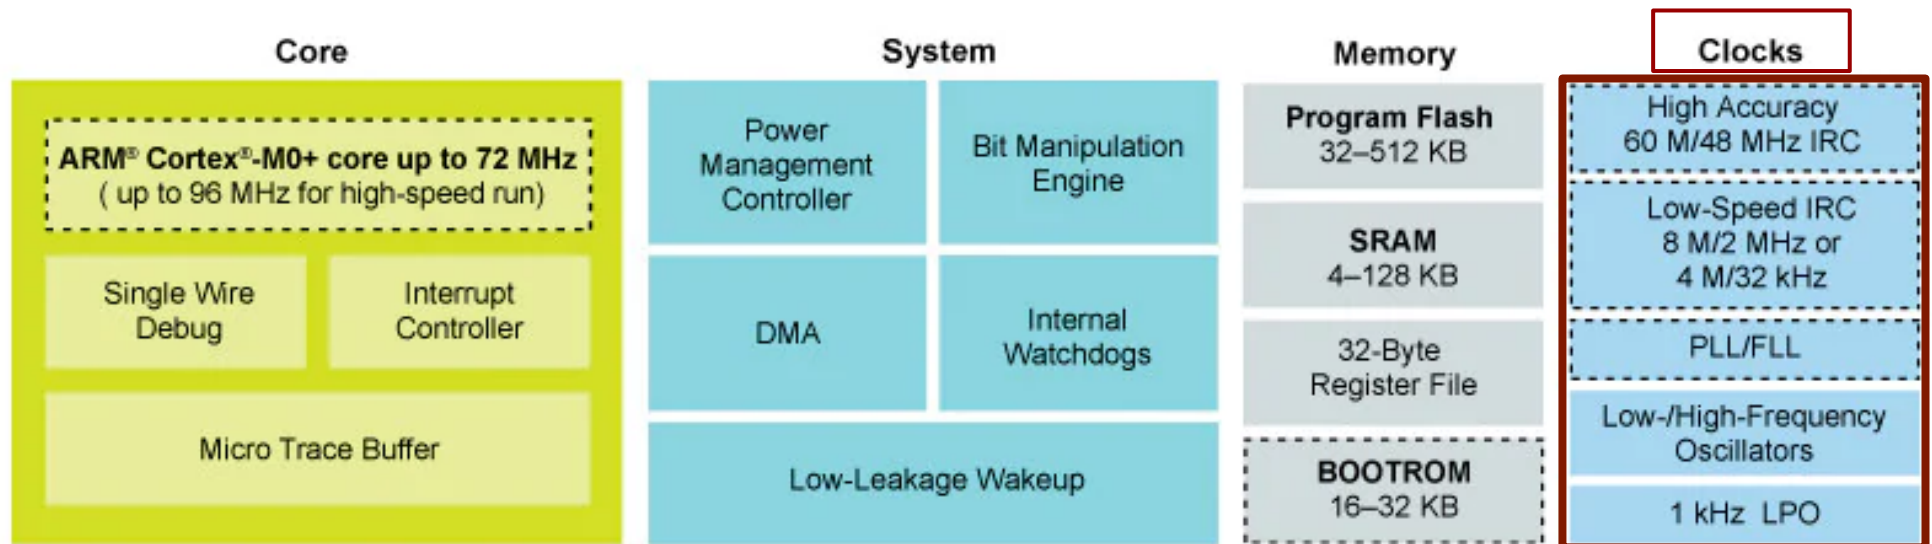 Core
ARM® Cortex®-M0+ core up to 72 MHz
( up to 96 MHz for high-speed run)
Single Wire
Debug
Interrupt
Controller
Micro Trace Buffer
System
Power
Management
Controller
Bit Manipulation
Engine
DMA
Internal
Watchdogs
Low-Leakage Wakeup
Memory
Program Flash
32–512 KB
SRAM
4–128 KB
32-Byte
Register File
BOOTROM
16–32 KB
Clocks
High Accuracy
60 M/48 MHz IRC
Low-Speed IRC
8 M/2 MHz or
4 M/32 kHz
PLL/FLL
Low-/High-Frequency
Oscillators
1 kHz LPO